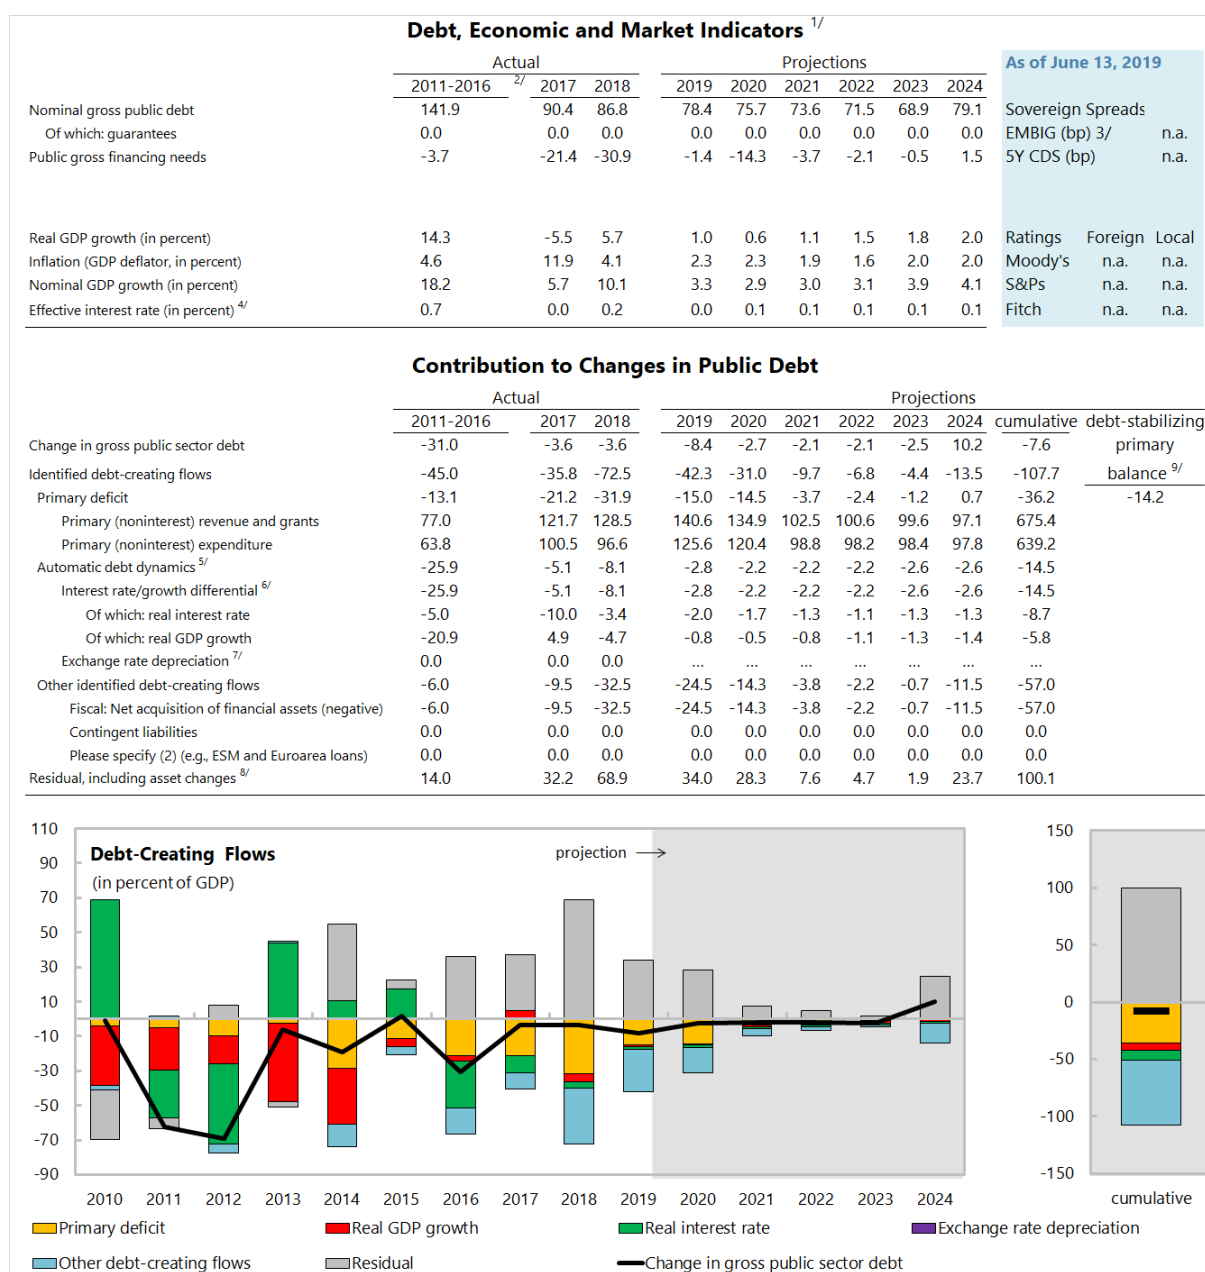 Debt, Economic and Market Indicators 1/
Actual Projections As of June 13, 2019
2011-2016 2/ 2017 2018 2019 2020 2021 2022 2023 2024
Nominal gross public debt 141.9 90.4 86.8 78.4 75.7 73.6 71.5 68.9 79.1 Sovereign Spreads
Of which: guarantees 0.0 0.0 0.0 0.0 0.0 0.0 0.0 0.0 0.0 EMBIG (bp) 3/ n.a.
Public gross financing needs -3.7 -21.4 -30.9 -1.4 -14.3 -3.7 -2.1 -0.5 1.5 5Y CDS (bp) n.a.
Real GDP growth (in percent) 14.3 -5.5 5.7 1.0 0.6 1.1 1.5 1.8 2.0 Ratings Foreign Local
Inflation (GDP deflator, in percent) 4.6 11.9 4.1 2.3 2.3 1.9 1.6 2.0 2.0 Moody's n.a. n.a.
Nominal GDP growth (in percent) 18.2 5.7 10.1 3.3 2.9 3.0 3.1 3.9 4.1 S&Ps n.a. n.a.
Effective interest rate (in percent) 4/ 0.7 0.0 0.2 0.0 0.1 0.1 0.1 0.1 0.1 Fitch n.a. n.a.
Contribution to Changes in Public Debt
Actual Projections
2011-2016 2017 2018 2019 2020 2021 2022 2023 2024 cumulative debt-stabilizing
Change in gross public sector debt -31.0 -3.6 -3.6 -8.4 -2.7 -2.1 -2.1 -2.5 10.2 -7.6 primary
Identified debt-creating flows -45.0 -35.8 -72.5 -42.3 -31.0 -9.7 -6.8 -4.4 -13.5 -107.7 balance 9/
Primary deficit -13.1 -21.2 -31.9 -15.0 -14.5 -3.7 -2.4 -1.2 0.7 -36.2 -14.2
Primary (noninterest) revenue and grants 77.0 121.7 128.5 140.6 134.9 102.5 100.6 99.6 97.1 675.4
Primary (noninterest) expenditure 63.8 100.5 96.6 125.6 120.4 98.8 98.2 98.4 97.8 639.2
Automatic debt dynamics 5/ -25.9 -5.1 -8.1 -2.8 -2.2 -2.2 -2.2 -2.6 -2.6 -14.5
Interest rate/growth differential 6/ -25.9 -5.1 -8.1 -2.8 -2.2 -2.2 -2.2 -2.6 -2.6 -14.5
Of which: real interest rate -5.0 -10.0 -3.4 -2.0 -1.7 -1.3 -1.1 -1.3 -1.3 -8.7
Of which: real GDP growth -20.9 4.9 -4.7 -0.8 -0.5 -0.8 -1.1 -1.3 -1.4 -5.8
Exchange rate depreciation 7/ 0.0 0.0 0.0 ... ... ... ... ... ... ...
Other identified debt-creating flows -6.0 -9.5 -32.5 -24.5 -14.3 -3.8 -2.2 -0.7 -11.5 -57.0
Fiscal: Net acquisition of financial assets (negative) -6.0 -9.5 -32.5 -24.5 -14.3 -3.8 -2.2 -0.7 -11.5 -57.0
Contingent liabilities 0.0 0.0 0.0 0.0 0.0 0.0 0.0 0.0 0.0 0.0
Please specify (2) (e.g., ESM and Euroarea loans) 0.0 0.0 0.0 0.0 0.0 0.0 0.0 0.0 0.0 0.0
Residual, including asset changes 8/ 14.0 32.2 68.9 34.0 28.3 7.6 4.7 1.9 23.7 100.1
Debt-Creating Flows
(in percent of GDP)
projection
110
90
70
50
30
10
-10
-30
-50
-70
-90
2010 2011 2012 2013 2014 2015 2016 2017 2018 2019 2020 2021 2022 2023 2024
150
100
50
0
-50
-100
-150
cumulative
Primary deficit Real GDP growth Real interest rate Exchange rate depreciation
Other debt-creating flows Residual Change in gross public sector debt